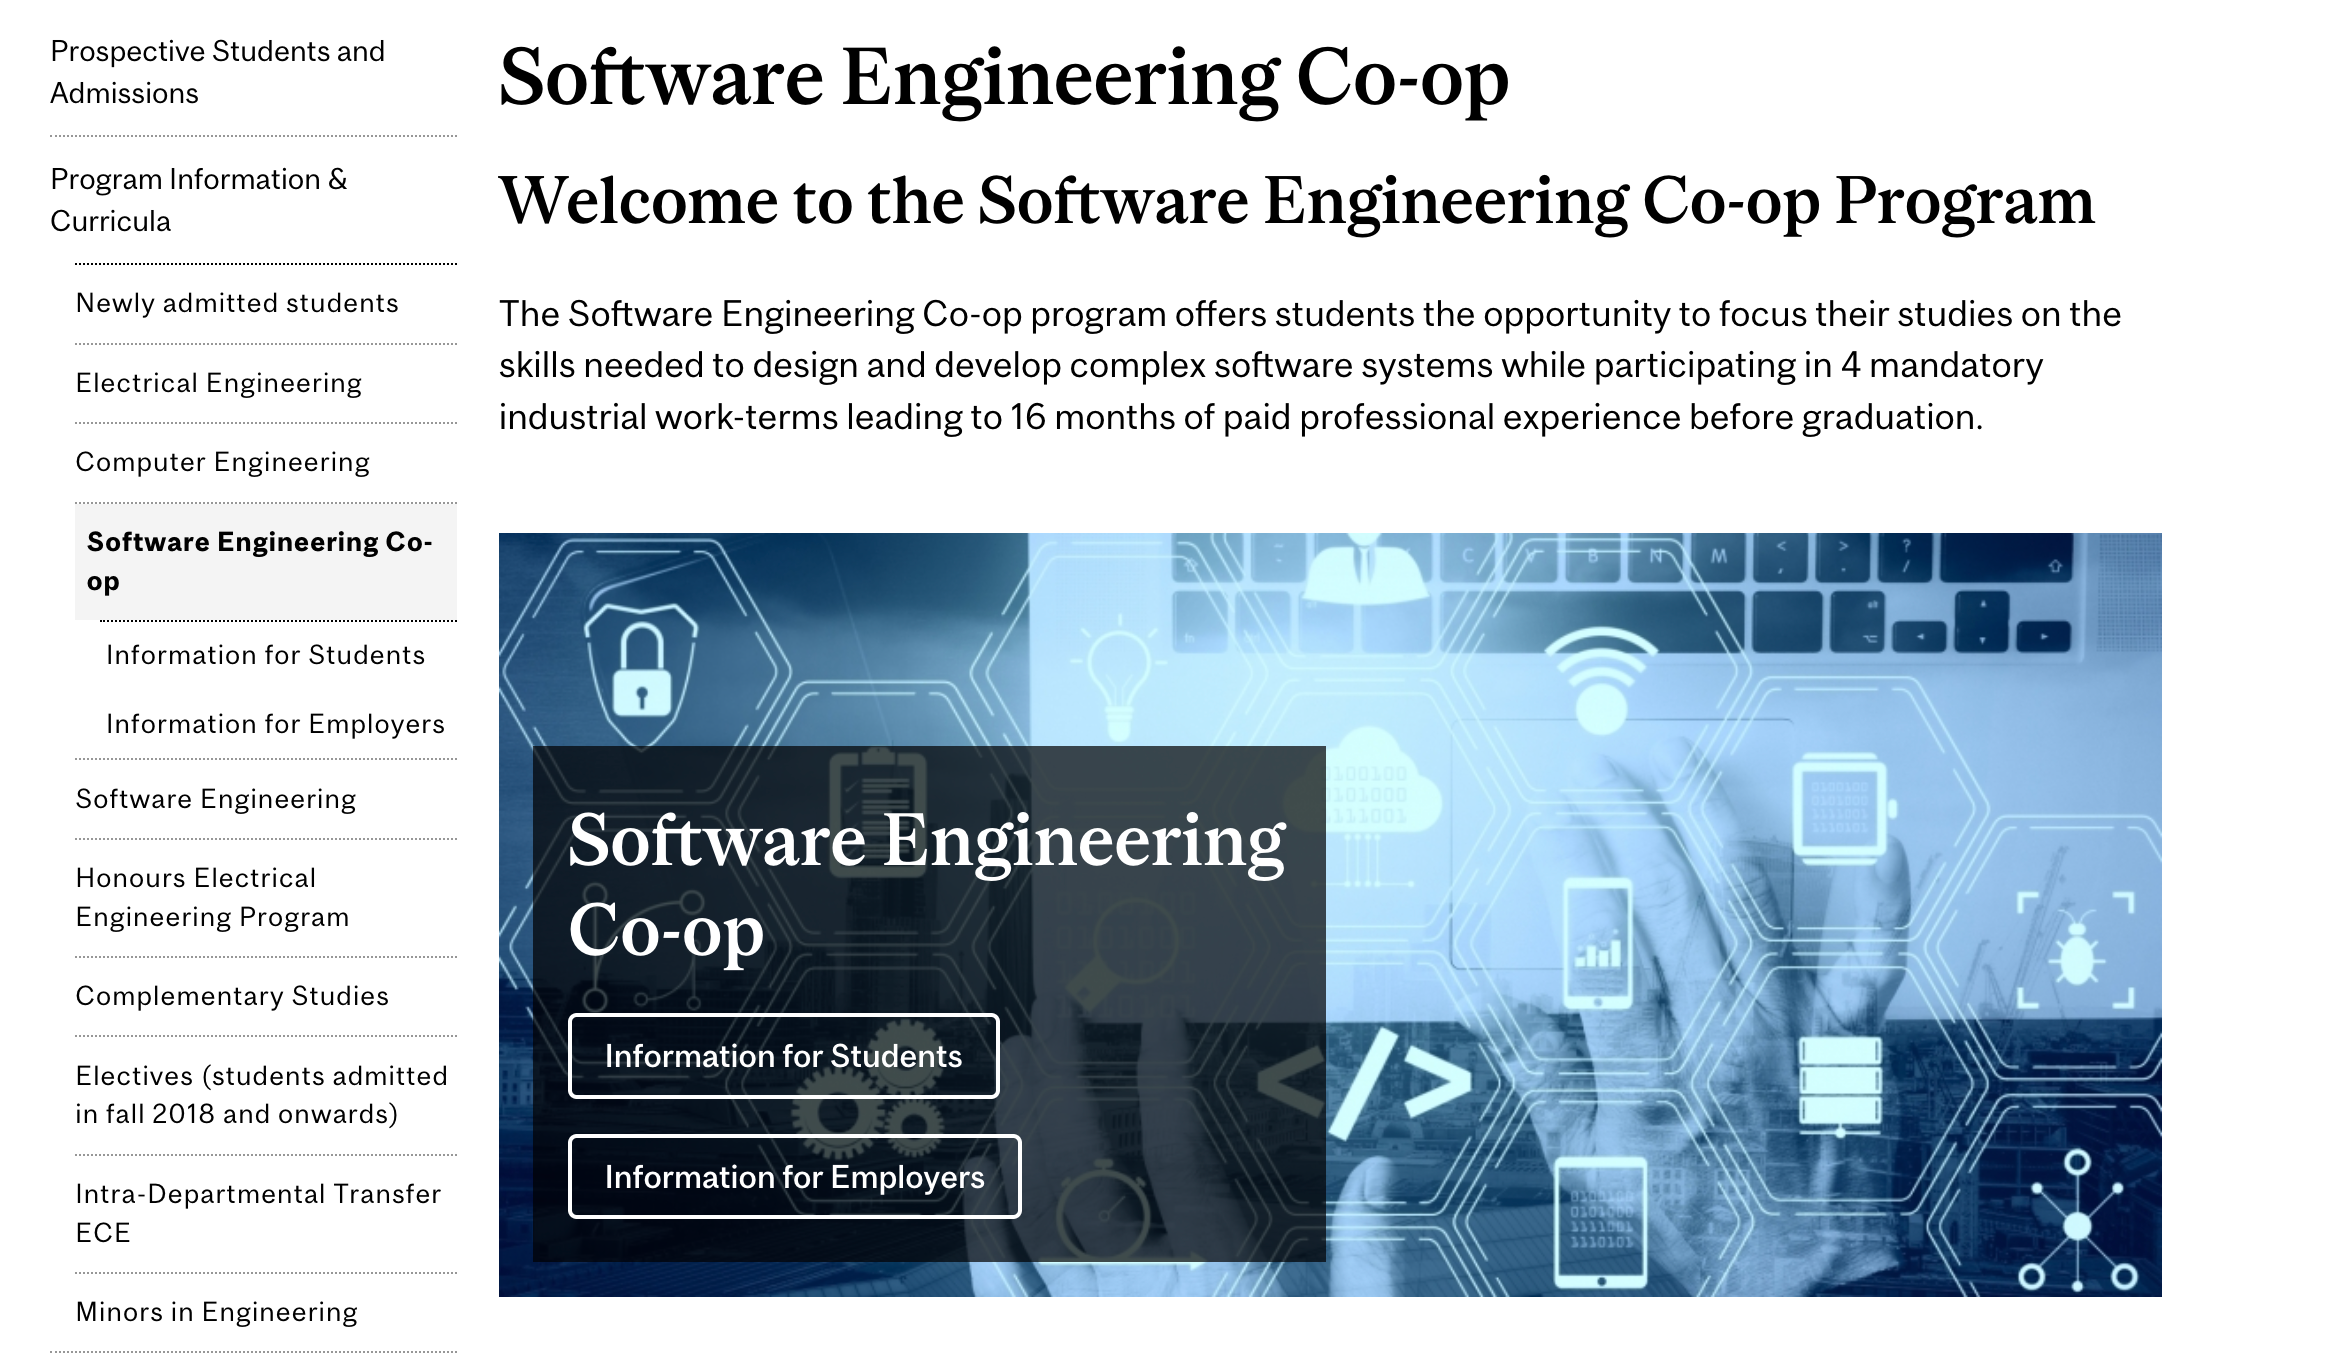 Prospective Students and
Admissions
Program Information &
Curricula
Newly admitted students
Electrical Engineering
Computer Engineering
Software Engineering Co-
op
Information for Students
Information for Employers
Software Engineering
Honours Electrical
Engineering Program
Complementary Studies
Electives (students admitted
in fall 2018 and onwards)
Intra-Departmental Transfer
ECE
Minors in Engineering
Software Engineering Co-op
Welcome to the Software Engineering Co-op Program
The Software Engineering Co-op program offers students the opportunity to focus their studies on the
skills needed to design and develop complex software systems while participating in 4 mandatory
industrial work-terms leading to 16 months of paid professional experience before graduation.
C V B N M < , > . ? /
Software Engineering
Co-op
Information for Students
Information for Employers
</>